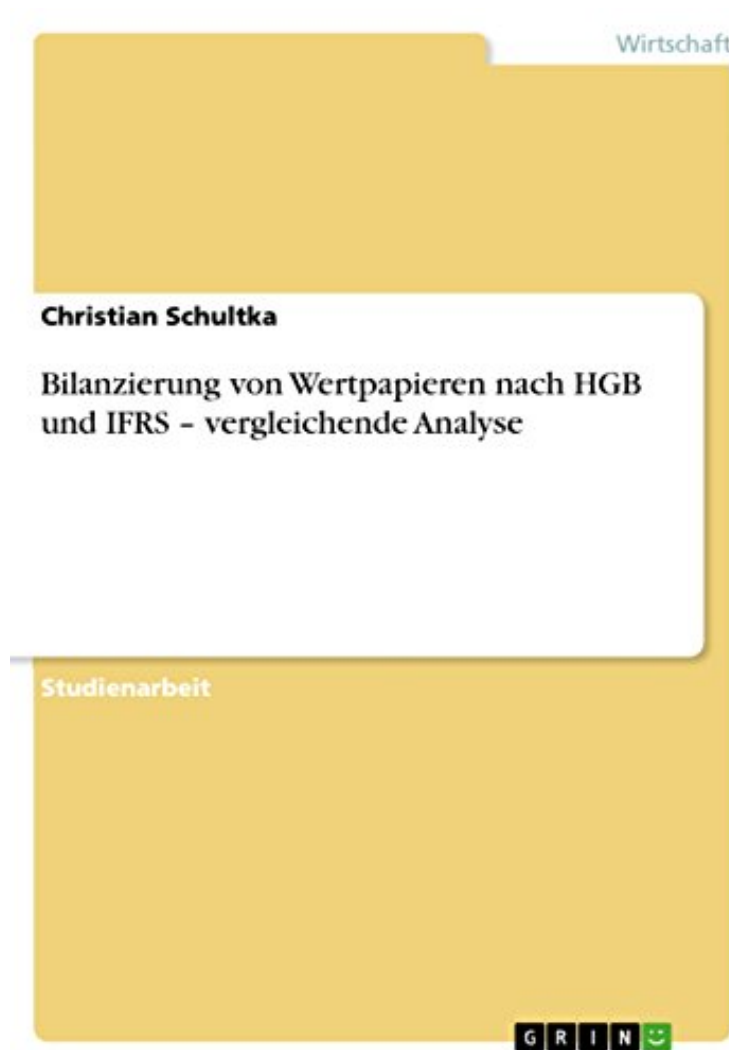 Wirtschaft
Christian Schultka
Bilanzierung von Wertpapieren nach HGB
und IFRS – vergleichende Analyse
Studienarbeit
GRIN